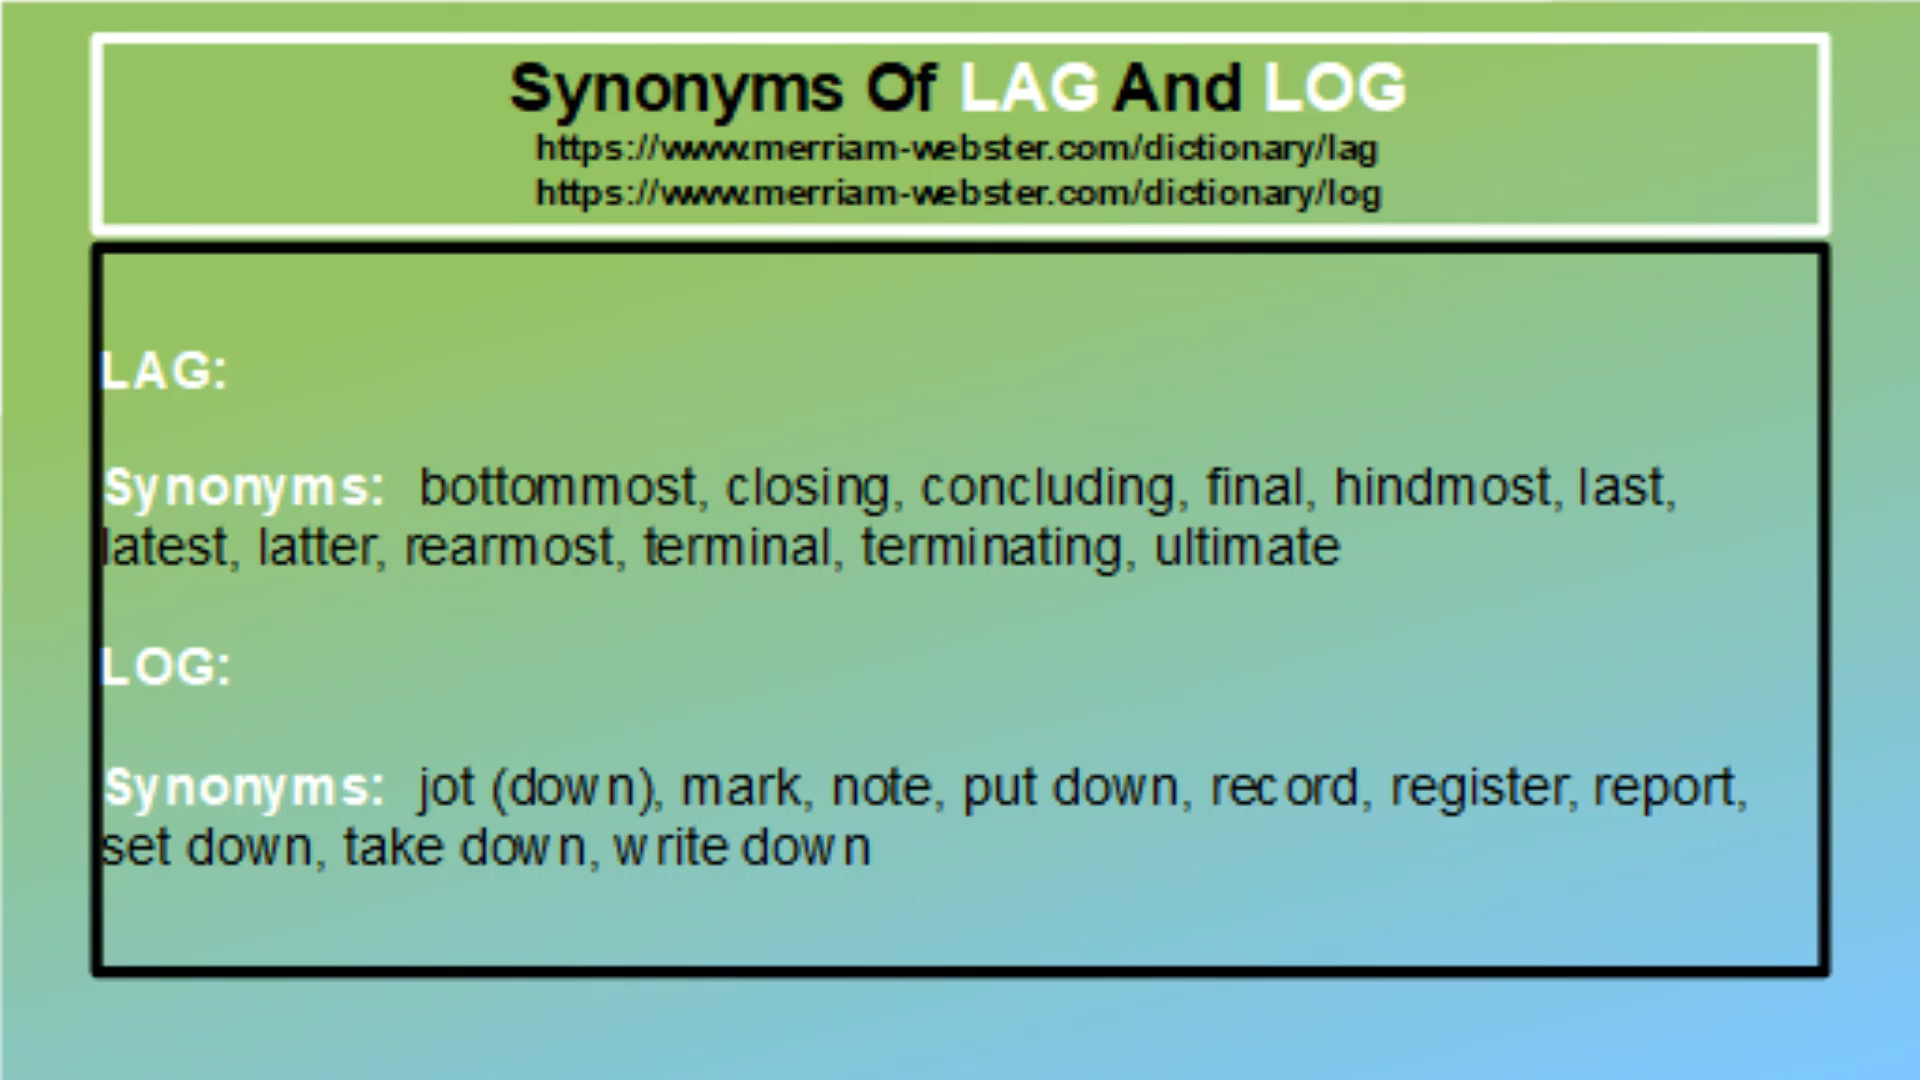 Synonyms Of LAG And LOG
https://www.merriam-webster.com/dictionary/lag
https://www.merriam-webster.com/dictionary/log
LAG:
Synonyms: bottommost, closing, concluding, final, hindmost, last,
latest, latter, rearmost, terminal, terminating, ultimate
LOG:
Synonyms: jot (down), mark, note, put down, record, register, report,
set down, take down, write down